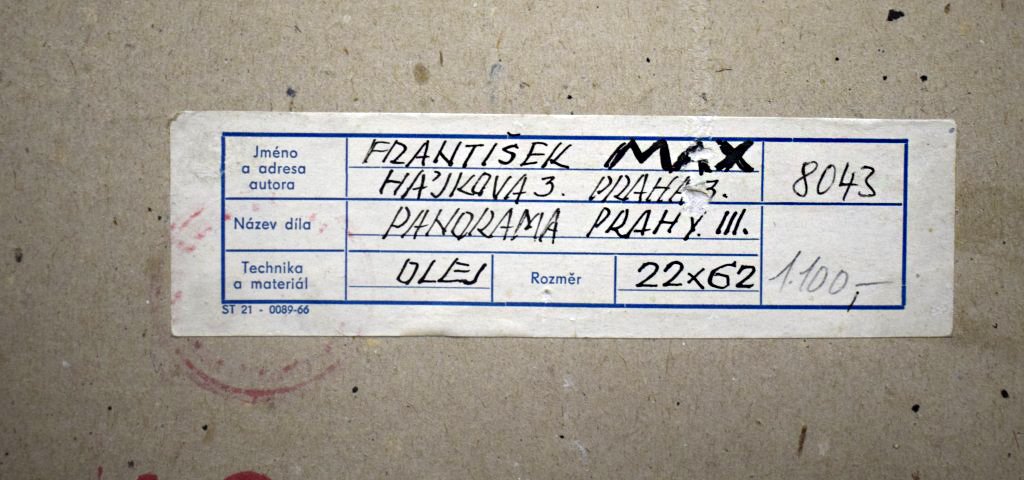 Jméno
a adresa
autora
FRANTIŠEK MAX
HÁJKOVA 3. PRAHA 3.
8043
Název díla
PANORAMA PRAHY. III.
Technika
a materiál
OLEJ
Rozměr
22x62
1.100,-
ST 21 - 0089-66